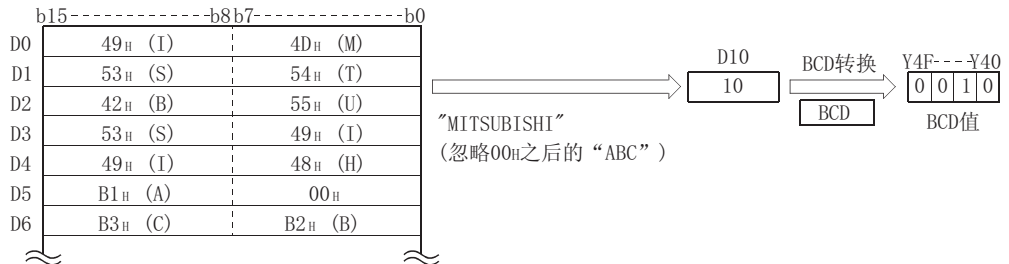 b15------------b8 b7--------------b0
D0 49H (I) 4DH (M)
D1 53H (S) 54H (T)
D2 42H (B) 55H (U)
D3 53H (S) 49H (I)
D4 49H (I) 48H (H)
D5 B1H (A) 00H
D6 B3H (C) B2H (B)
"MITSUBISHI"
(忽略00H之后的“ABC”)
D10
10
BCD转换
BCD
Y4F----Y40
0 0 1 0
BCD值